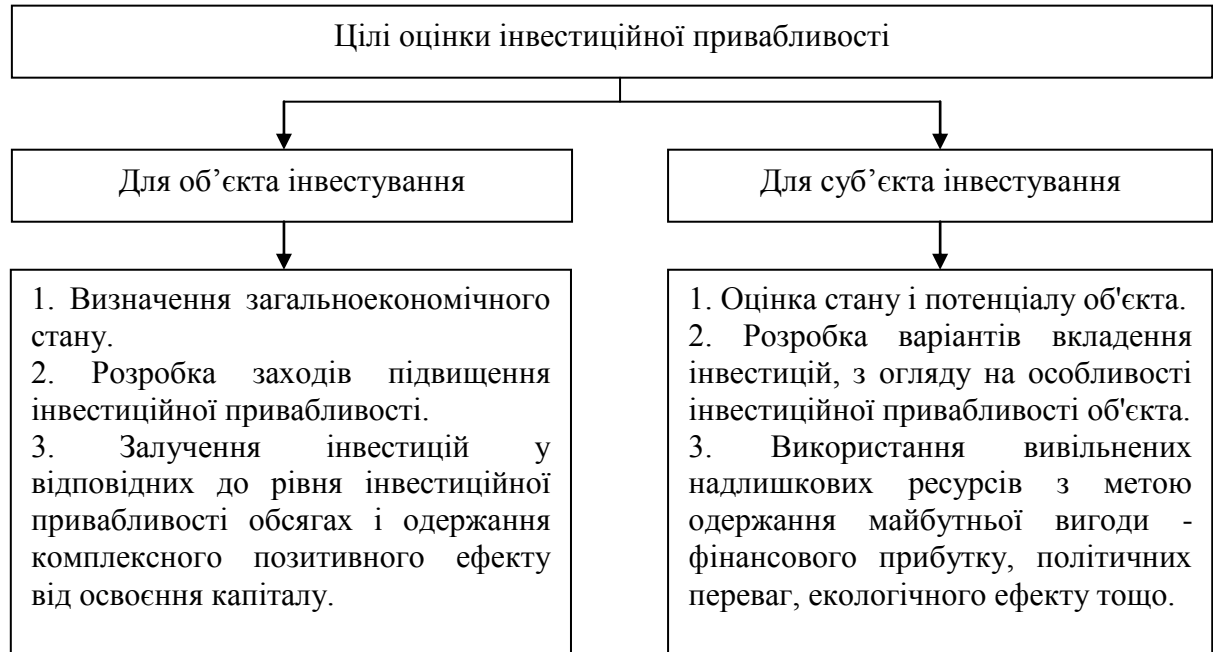 Цілі оцінки інвестиційної привабливості
Для об’єкта інвестування
Для суб’єкта інвестування
1. Визначення загальноекономічного
стану.
2. Розробка заходів підвищення
інвестиційної привабливості.
3. Залучення інвестицій у
відповідних до рівня інвестиційної
привабливості обсягах і одержання
комплексного позитивного ефекту
від освоєння капіталу.
1. Оцінка стану і потенціалу об'єкта.
2. Розробка варіантів вкладення
інвестицій, з огляду на особливості
інвестиційної привабливості об'єкта.
3. Використання вивільнених
надлишкових ресурсів з метою
одержання майбутньої вигоди -
фінансового прибутку, політичних
переваг, екологічного ефекту тощо.